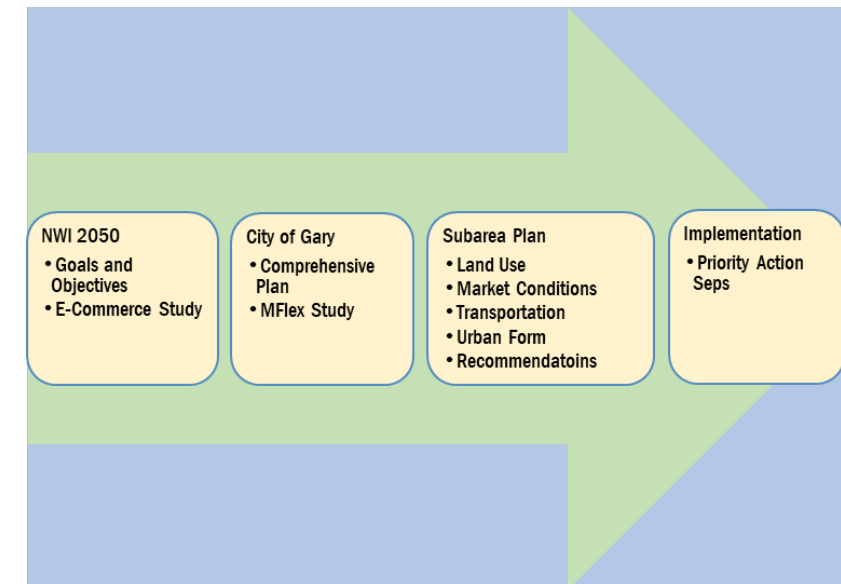 NWI 2050
• Goals and
Objectives
• E-Commerce Study
City of Gary
• Comprehensive
Plan
• MFlex Study
Subarea Plan
• Land Use
• Market Conditions
• Transportation
• Urban Form
• Recommendatoins
Implementation
• Priority Action
Seps